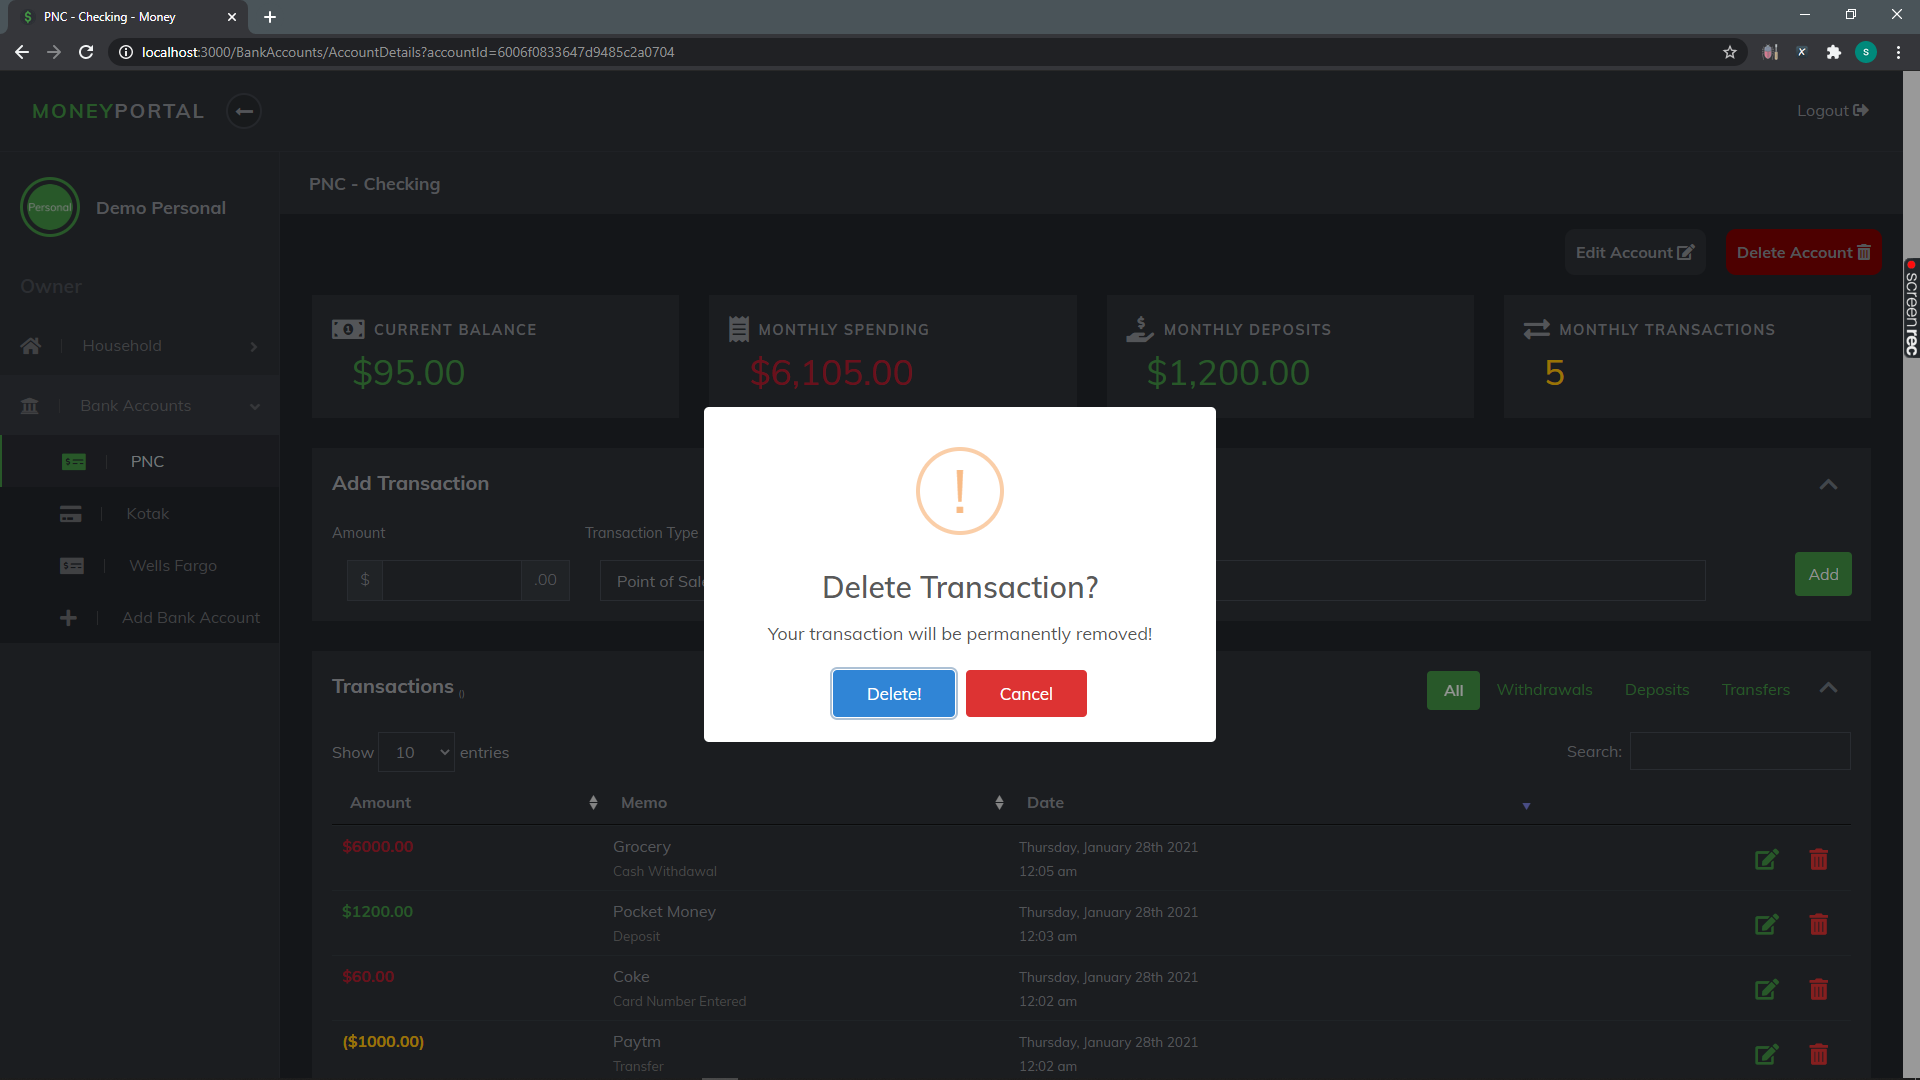 PNC - Checking - Money
localhost:3000/BankAccounts/AccountDetails?accountId=6006f0833647d9485c2a0704
S
MONEYPORTAL
Logout
Personal
Demo Personal
PNC - Checking
Owner
Edit Account
Delete Account
screenrec
Household
Bank Accounts
PNC
Kotak
Wells Fargo
Add Bank Account
CURRENT BALANCE
$95.00
MONTHLY SPENDING
$6,105.00
MONTHLY DEPOSITS
$1,200.00
MONTHLY TRANSACTIONS
5
Add Transaction
Amount
Transaction Type
$ .00
Point of Sale
Add
!
Delete Transaction?
Your transaction will be permanently removed!
Delete!
Cancel
Transactions ()
All Withdrawals Deposits Transfers
Show 10 entries
Search:
Amount Memo Date
$6000.00 Grocery Thursday, January 28th 2021
Cash Withdawal 12:05 am
$1200.00 Pocket Money Thursday, January 28th 2021
Deposit 12:03 am
$60.00 Coke Thursday, January 28th 2021
Card Number Entered 12:02 am
($1000.00) Paytm Thursday, January 28th 2021
Transfer 12:02 am